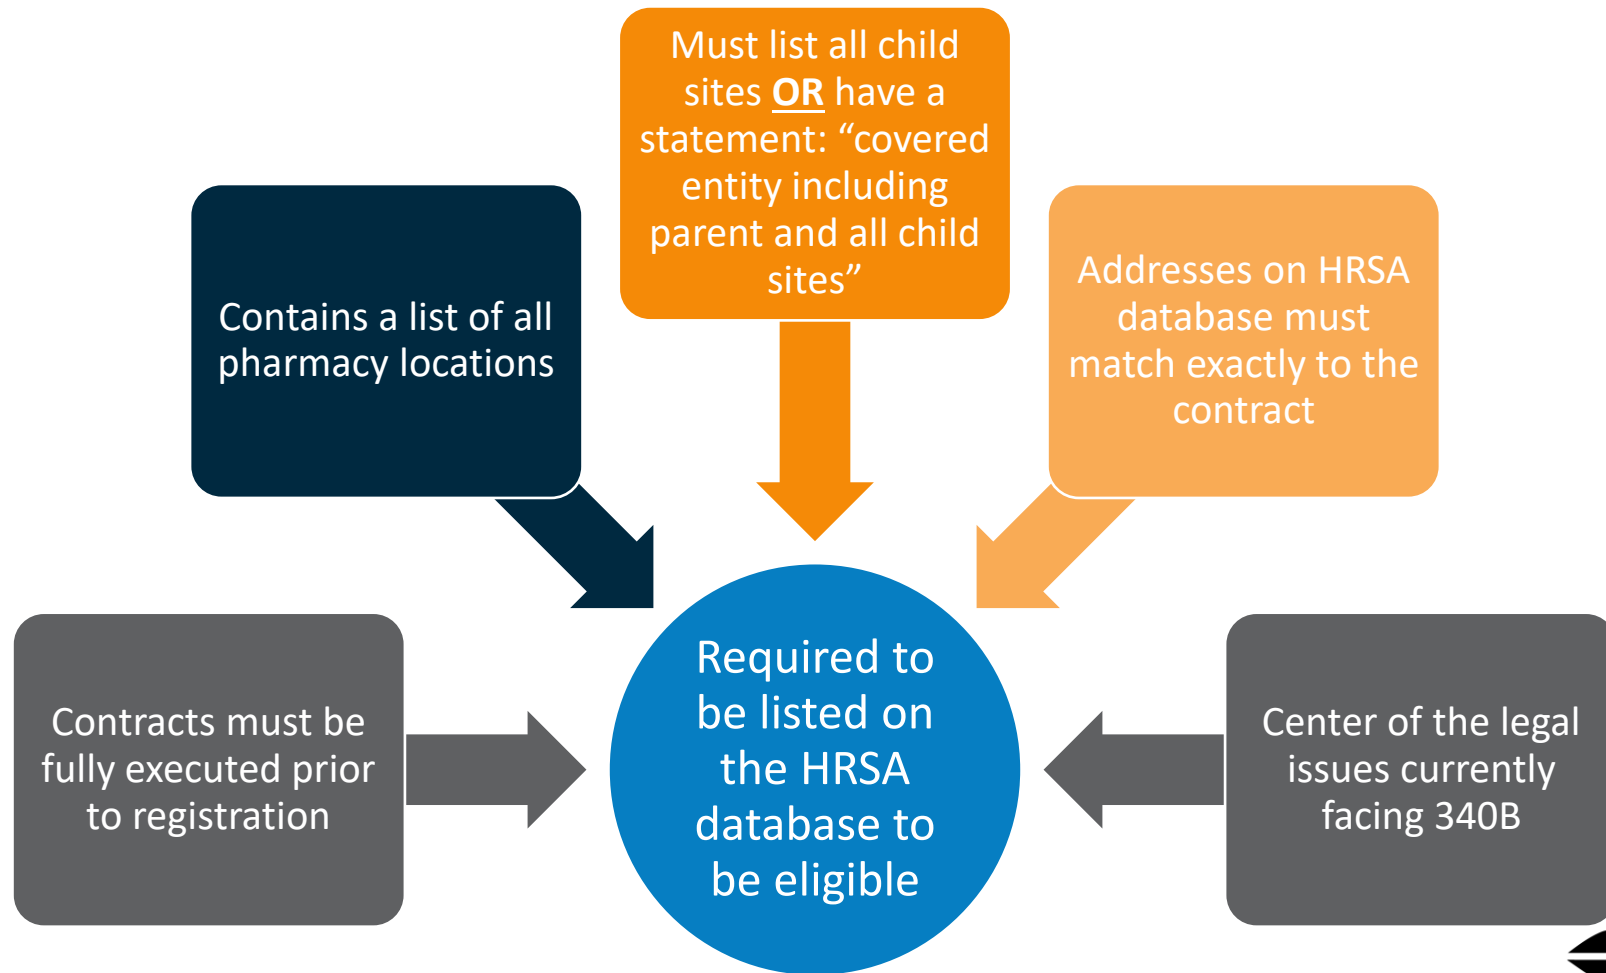 Must list all child
sites OR have a
statement: “covered
entity including
parent and all child
sites”
Contains a list of all
pharmacy locations
Addresses on HRSA
database must
match exactly to the
contract
Contracts must be
fully executed prior
to registration
Required to
be listed on
the HRSA
database to
be eligible
Center of the legal
issues currently
facing 340B